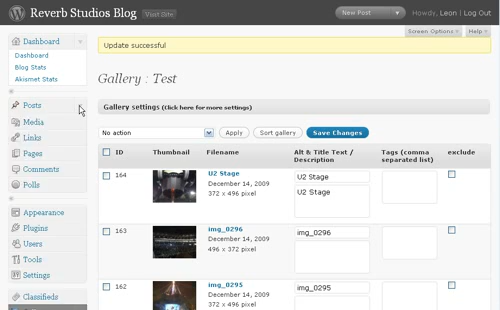 Reverb Studios Blog Visit Site New Post Howdy, Leon | Log Out
Screen Options Help
Dashboard
Dashboard
Blog Stats
Akismet Stats
Posts
Media
Links
Pages
Comments
Polls
Appearance
Plugins
Users
Tools
Settings
Classifieds
Update successful
Gallery : Test
Gallery settings (Click here for more settings)
No action Apply Sort gallery Save Changes
ID Thumbnail Filename Alt & Title Text / Description Tags (comma separated list) exclude
164 U2 Stage U2 Stage
December 14, 2009 U2 Stage
372 x 496 pixel
163 img_0296 img_0296
December 14, 2009
496 x 372 pixel
162 img_0295 img_0295
December 14, 2009
372 x 496 pixel